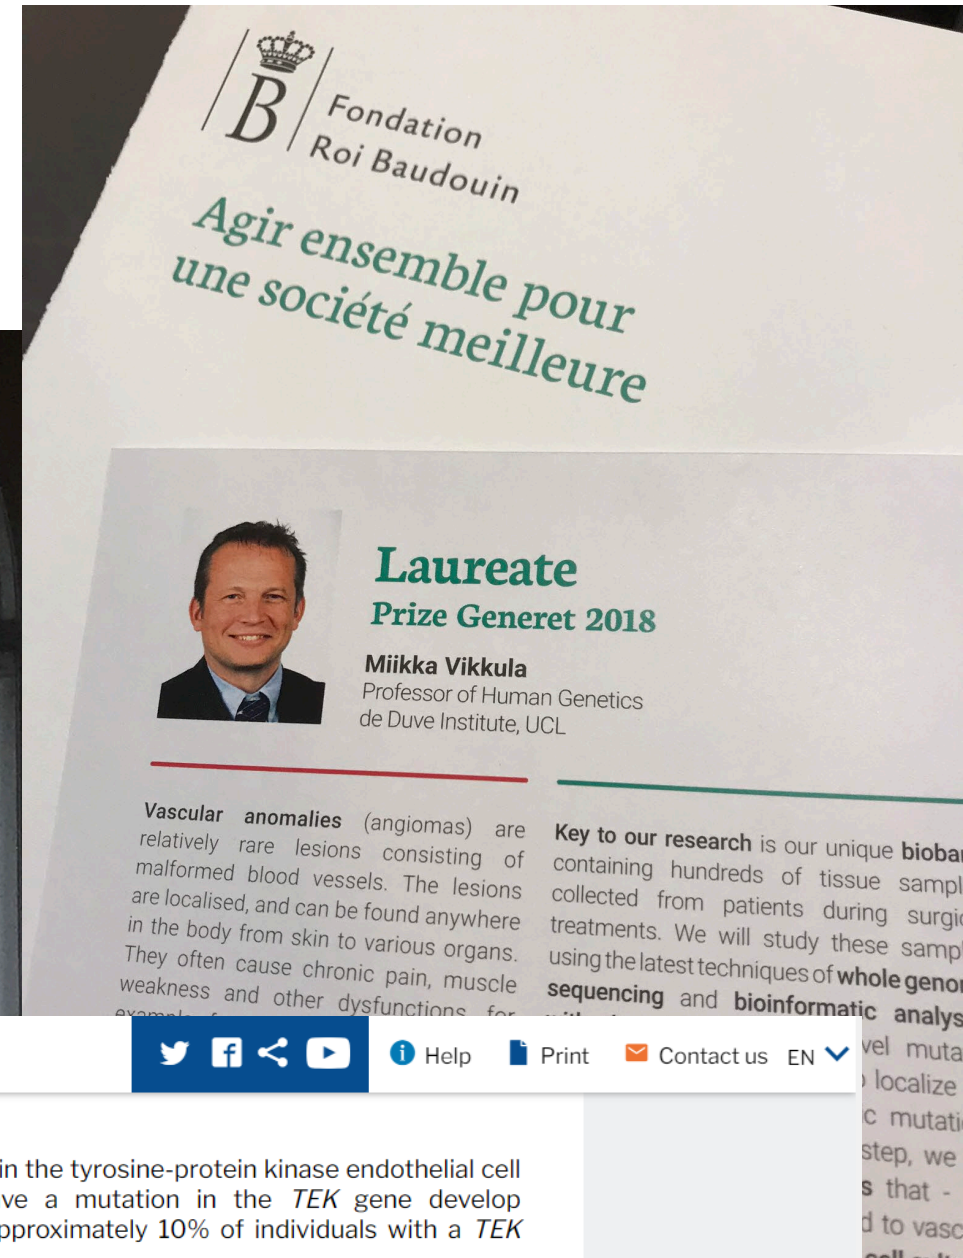 B
Fondation
Roi Baudouin
Agir ensemble pour
une société meilleure
Laureate
Prize Generet 2018
Miikka Vikkula
Professor of Human Genetics
de Duve Institute, UCL
Vascular anomalies (angiomas) are
relatively rare lesions consisting of
malformed blood vessels. The lesions
are localised, and can be found anywhere
in the body from skin to various organs.
They often cause chronic pain, muscle
weakness and other dysfunctions, for
Key to our research is our unique
containing hundreds of tissue
collected from patients during
treatments. We will study these
using the latest techniques of whole
sequencing and bioinformatic
localize
step, we
that -
to
Help
Print
Contact us
EN
in the tyrosine-protein kinase endothelial cell
a mutation in the TEK gene develop
approximately 10% of individuals with a TEK